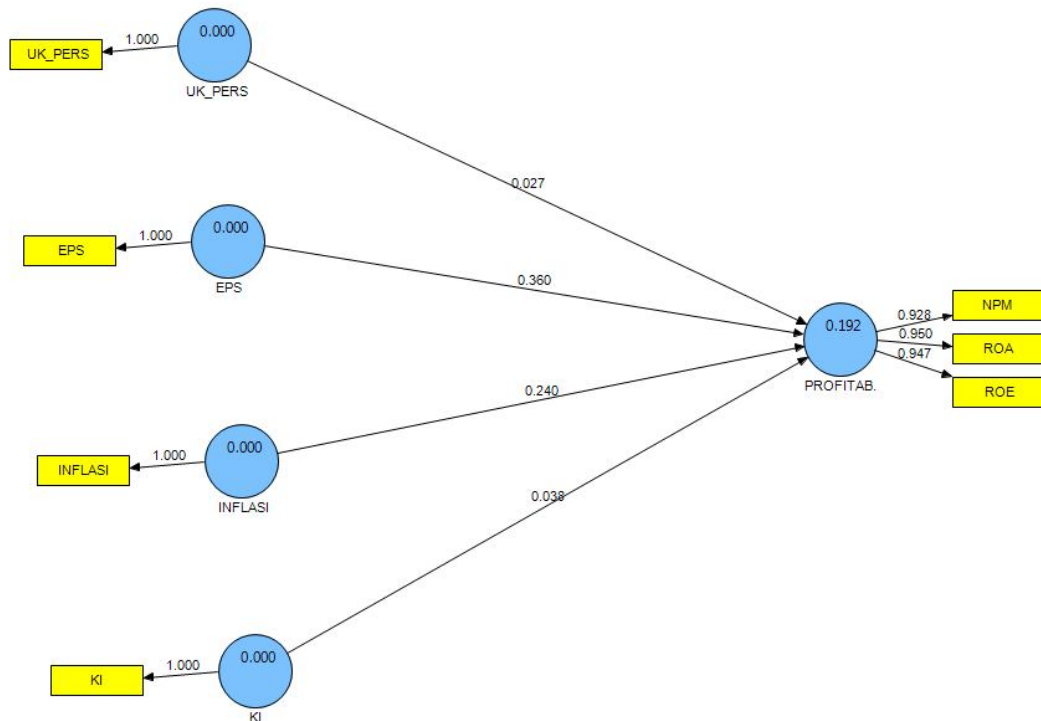 0.000
1.000
UK_PERS
UK_PERS
0.027
0.000
1.000
EPS
EPS
0.360
0.192
0.928
NPM
0.950
ROA
0.947
ROE
PROFITAB.
0.240
0.000
1.000
INFLASI
INFLASI
0.038
0.000
1.000
KI
KI